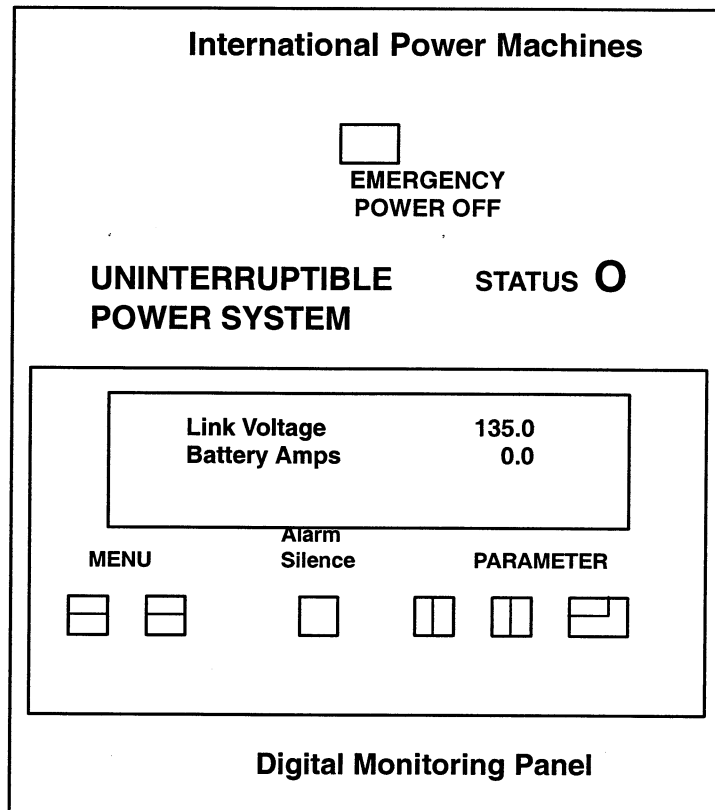 International Power Machines
EMERGENCY
POWER OFF
UNINTERRUPTIBLE
POWER SYSTEM
STATUS O
Link Voltage 135.0
Battery Amps 0.0
MENU
Alarm
Silence
PARAMETER
Digital Monitoring Panel